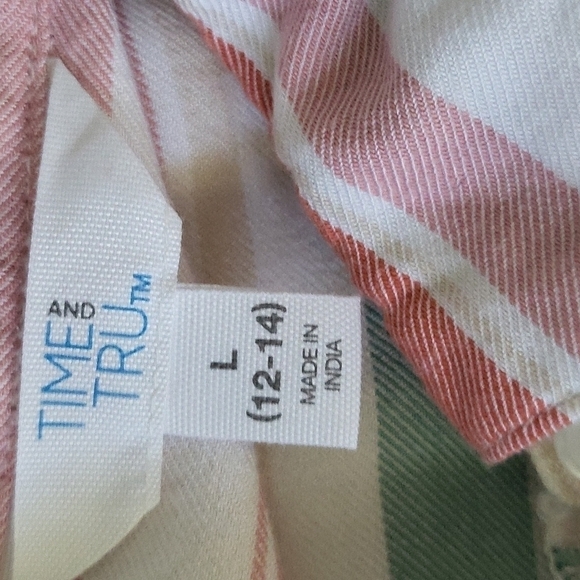 TIME AND
TRU™
L
(12-14)
MADE IN
INDIA